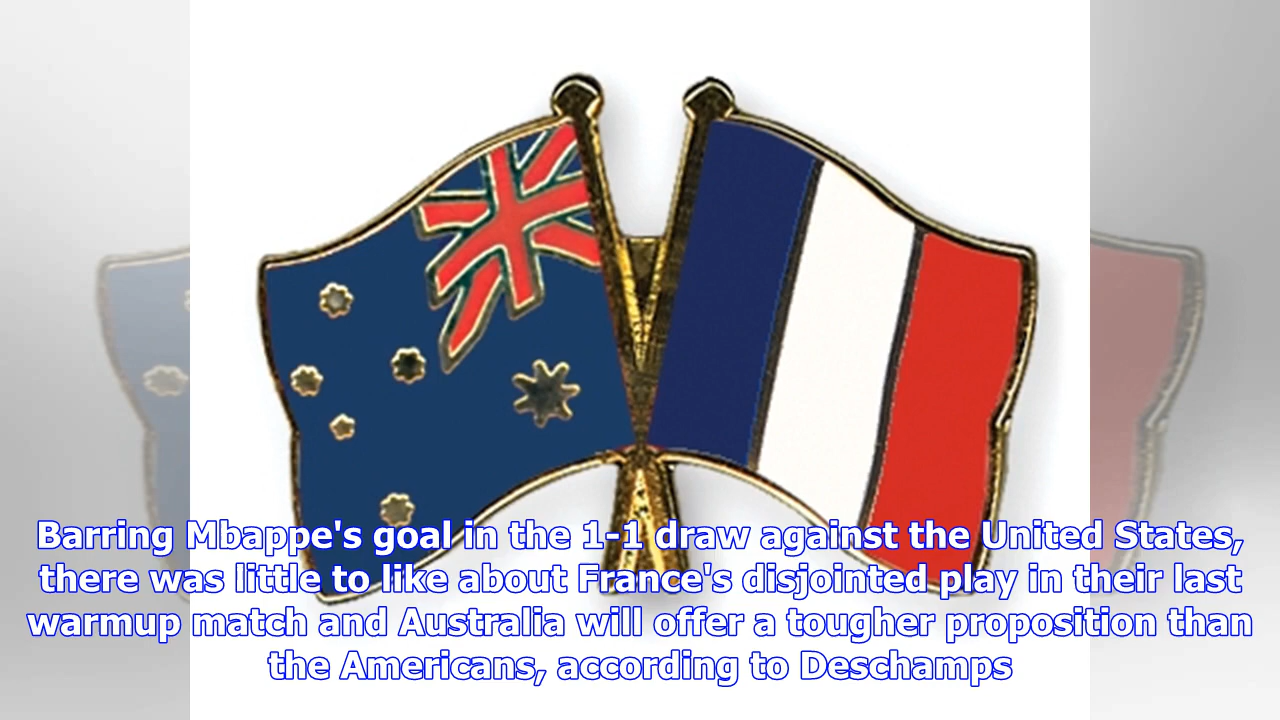 Barring Mbappe's goal in the 1-1 draw against the United States,
there was little to like about France's disjointed play in their last
warmup match and Australia will offer a tougher proposition than
the Americans, according to Deschamps